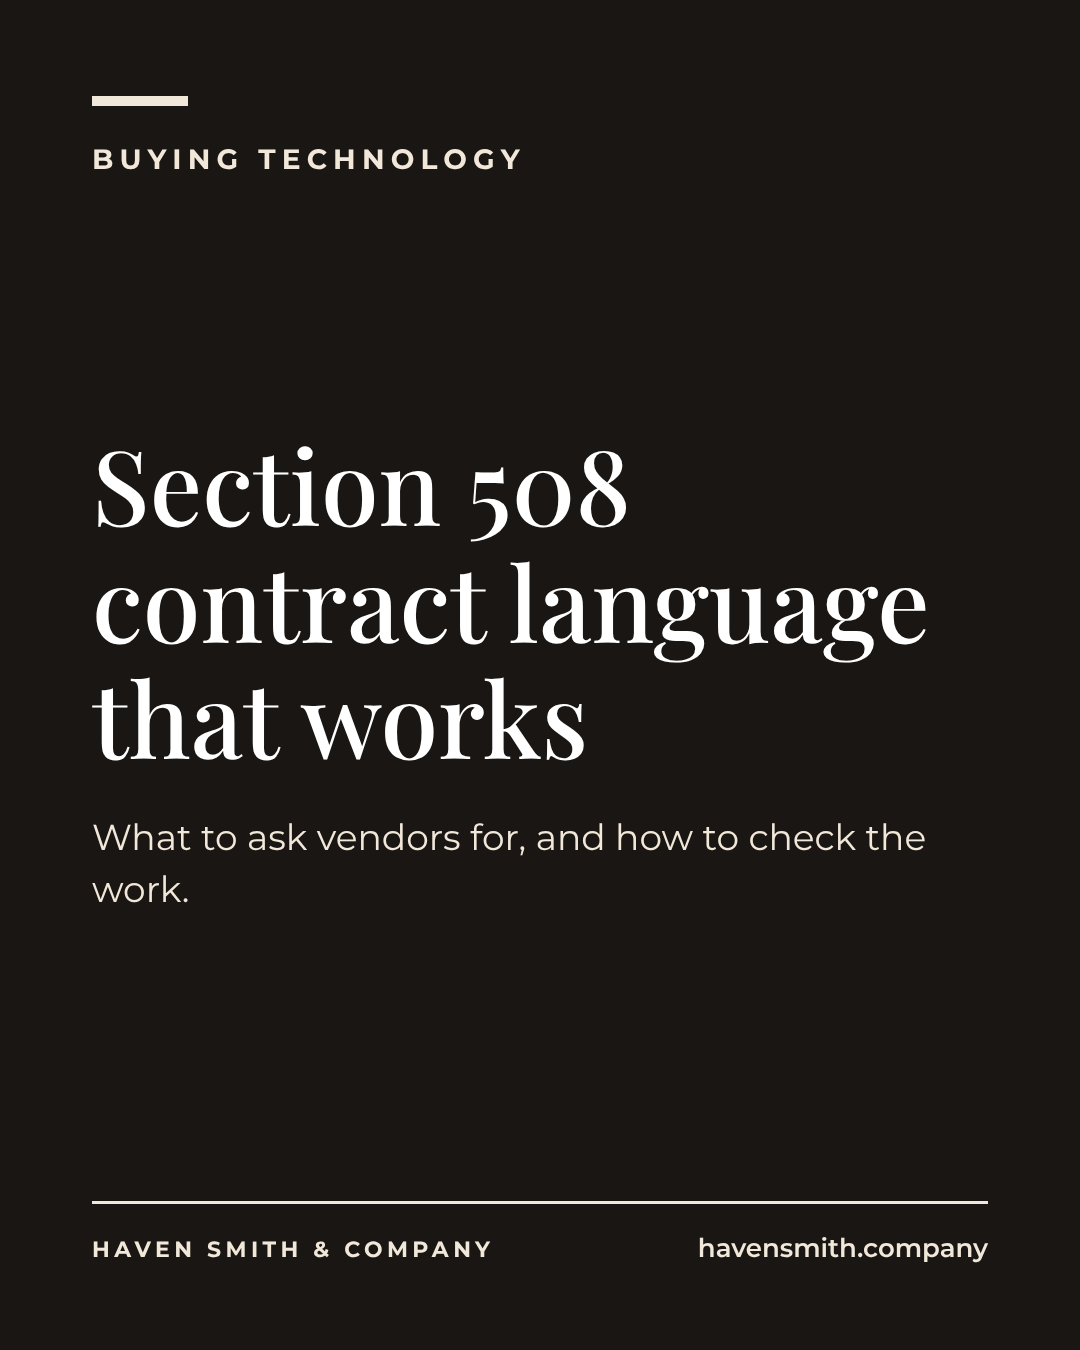 BUYING TECHNOLOGY
Section 508
contract language
that works
What to ask vendors for, and how to check the
work.
HAVEN SMITH & COMPANY
havensmith.company